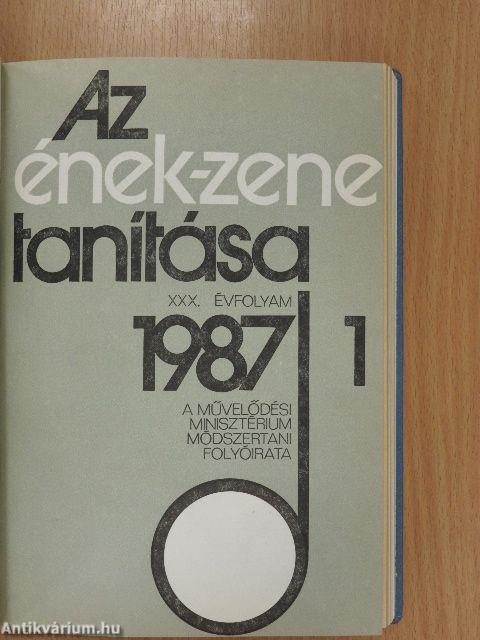 Az
ének-zene
tanítása
XXX. ÉVFOLYAM
1987 1
A MŰVELŐDÉSI
MINISZTÉRIUM
MÓDSZERTANI
FOLYÓIRATA
Antikvárium.hu